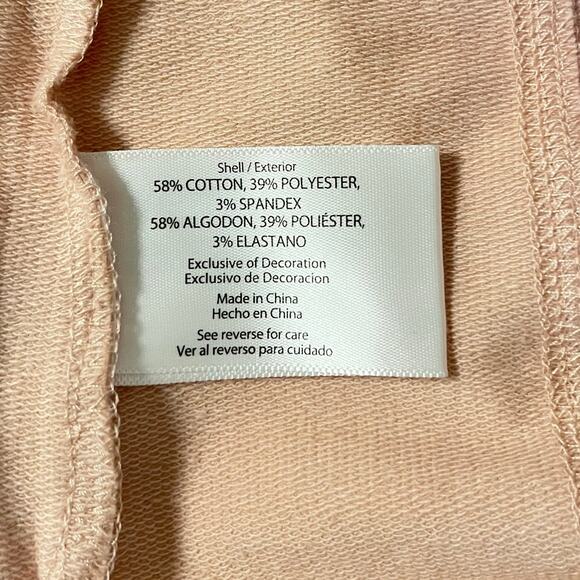 Shell / Exterior
58% COTTON, 39% POLYESTER,
3% SPANDEX
58% ALGODON, 39% POLIÉSTER,
3% ELASTANO
Exclusive of Decoration
Exclusivo de Decoracion
Made in China
Hecho en China
See reverse for care
Ver al reverso para cuidado